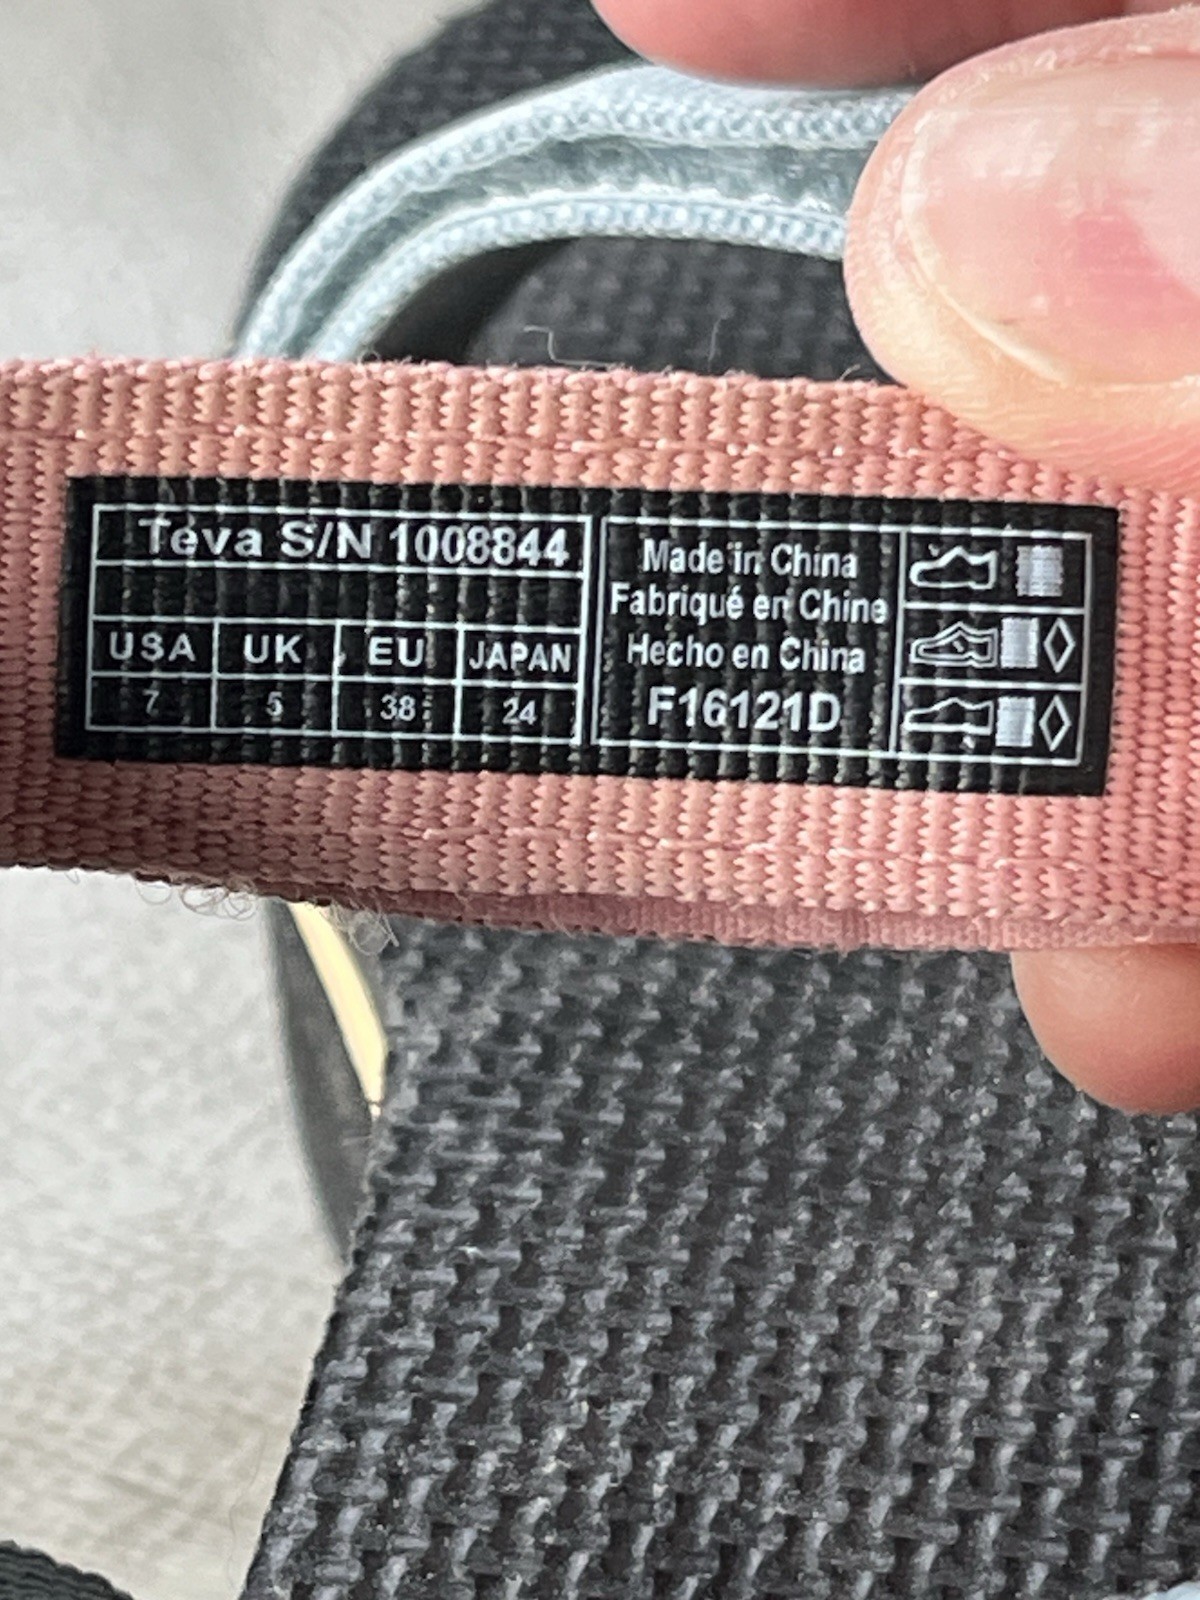 Teva S/N 1008844
USA UK EU JAPAN
7 5 38 24
Made in China
Fabriqué en Chine
Hecho en China
F16121D